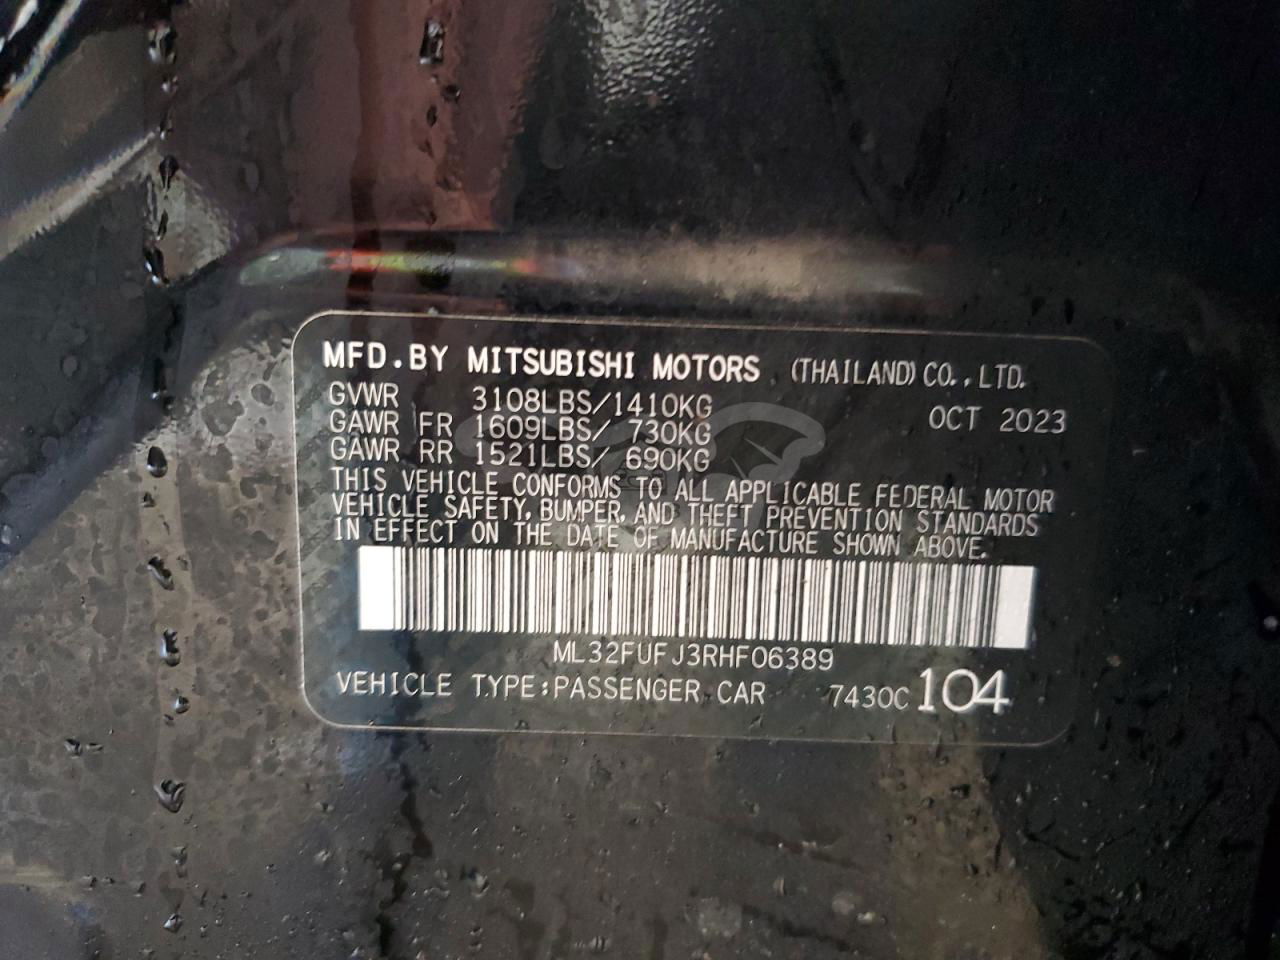 MFD.BY MITSUBISHI MOTORS (THAILAND) CO., LTD.
GVWR 3108LBS/1410KG OCT 2023
GAWR FR 1609LBS/ 730KG
GAWR RR 1521LBS/ 690KG
THIS VEHICLE CONFORMS TO ALL APPLICABLE FEDERAL MOTOR
VEHICLE SAFETY, BUMPER, AND THEFT PREVENTION STANDARDS
IN EFFECT ON THE DATE OF MANUFACTURE SHOWN ABOVE.
ML32FUFJ3RHF06389
VEHICLE TYPE:PASSENGER CAR 7430C 104